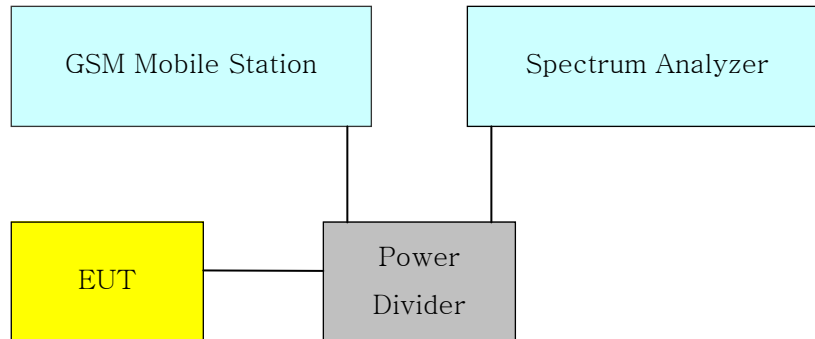 GSM Mobile Station
Spectrum Analyzer
EUT
Power
Divider